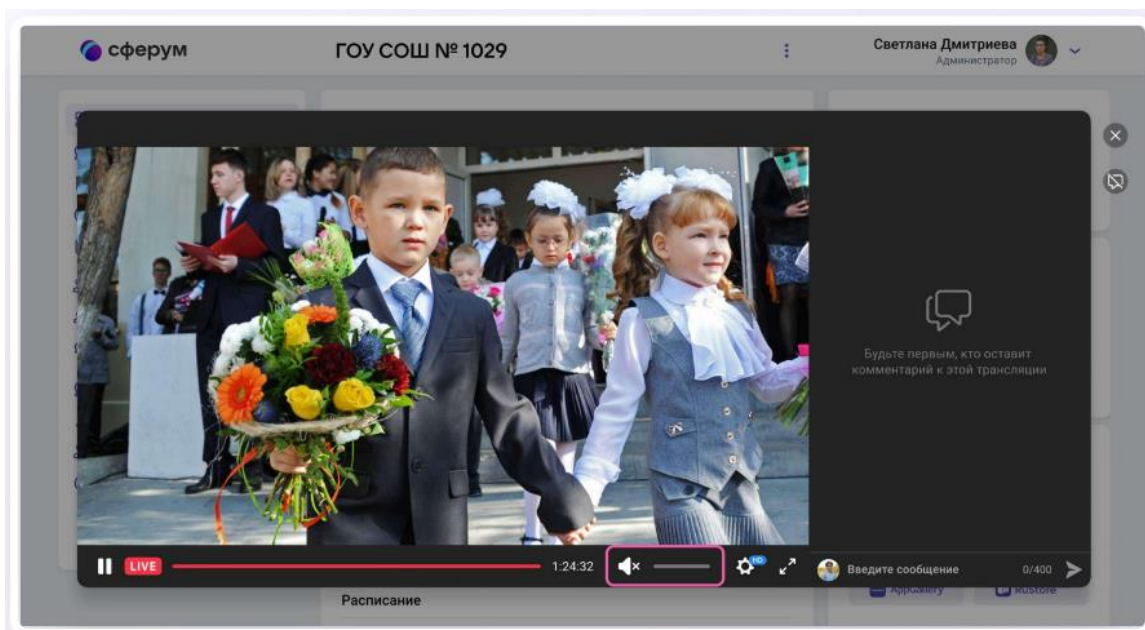 сферум
ГОУ СОШ № 1029
Светлана Дмитриева
Администратор
Будьте первым, кто оставит
комментарий к этой трансляции
LIVE
1:24:32
HD
Введите сообщение
0/400
Расписание
AppGallery
RuStore